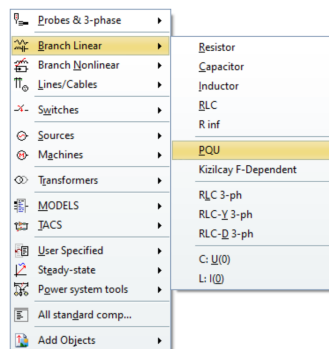 Probes & 3-phase
Branch Linear
Branch Nonlinear
Lines/Cables
Switches
Sources
Machines
Transformers
MODELS
TACS
User Specified
Steady-state
Power system tools
All standard comp...
Add Objects
Resistor
Capacitor
Inductor
RLC
R inf
PQU
Kizilcay F-Dependent
RLC 3-ph
RLC-Y 3-ph
RLC-D 3-ph
C: U(0)
L: I(0)